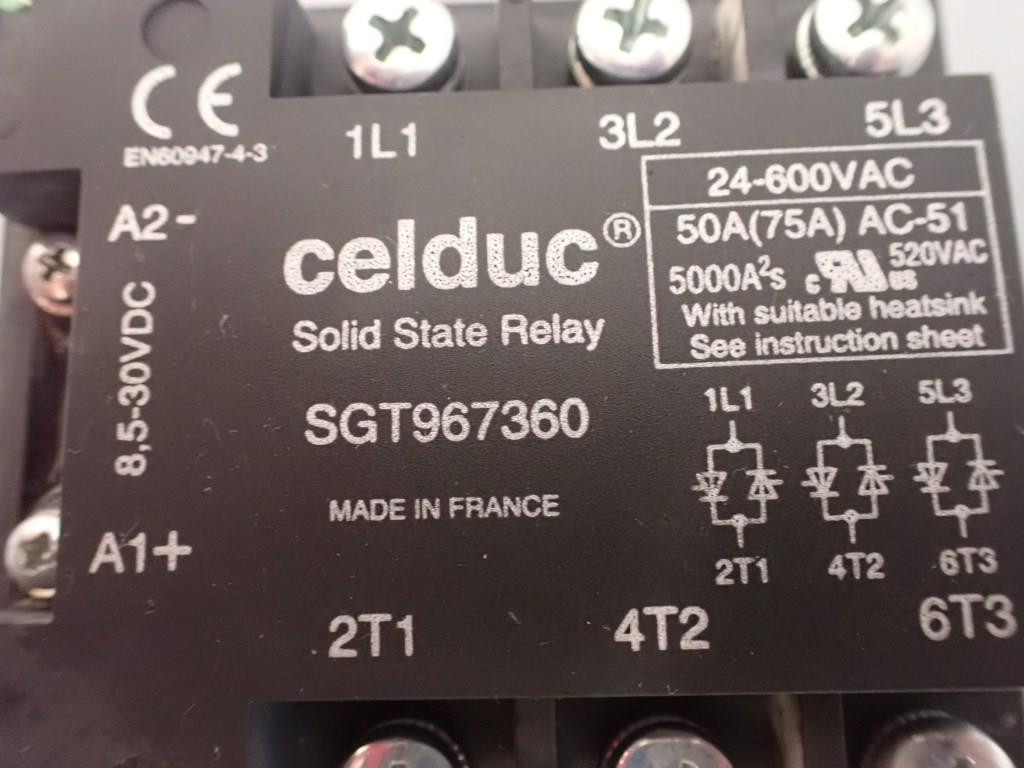 CE
EN60947-4-3
1L1
3L2
5L3
A2-
8,5-30VDC
A1+
celduc®
Solid State Relay
SGT967360
MADE IN FRANCE
24-600VAC
50A(75A) AC-51
5000A²s c RU us 520VAC
With suitable heatsink
See instruction sheet
1L1 3L2 5L3
2T1 4T2 6T3
2T1
4T2
6T3